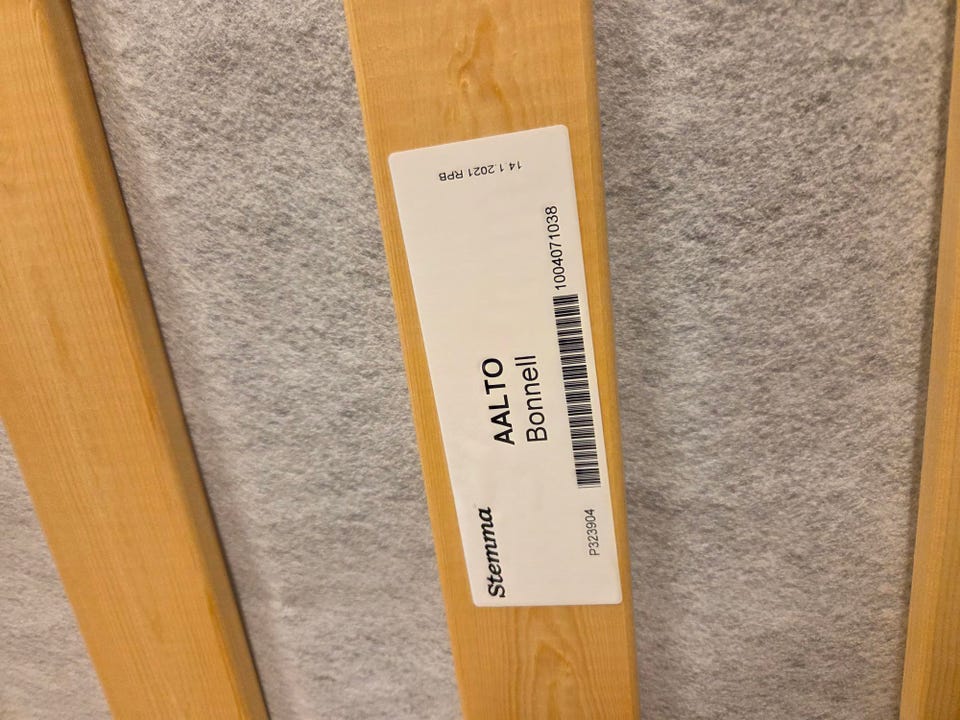 Stemma
AALTO
Bonnell
P323904
1004071038
14.1.2021 RPB